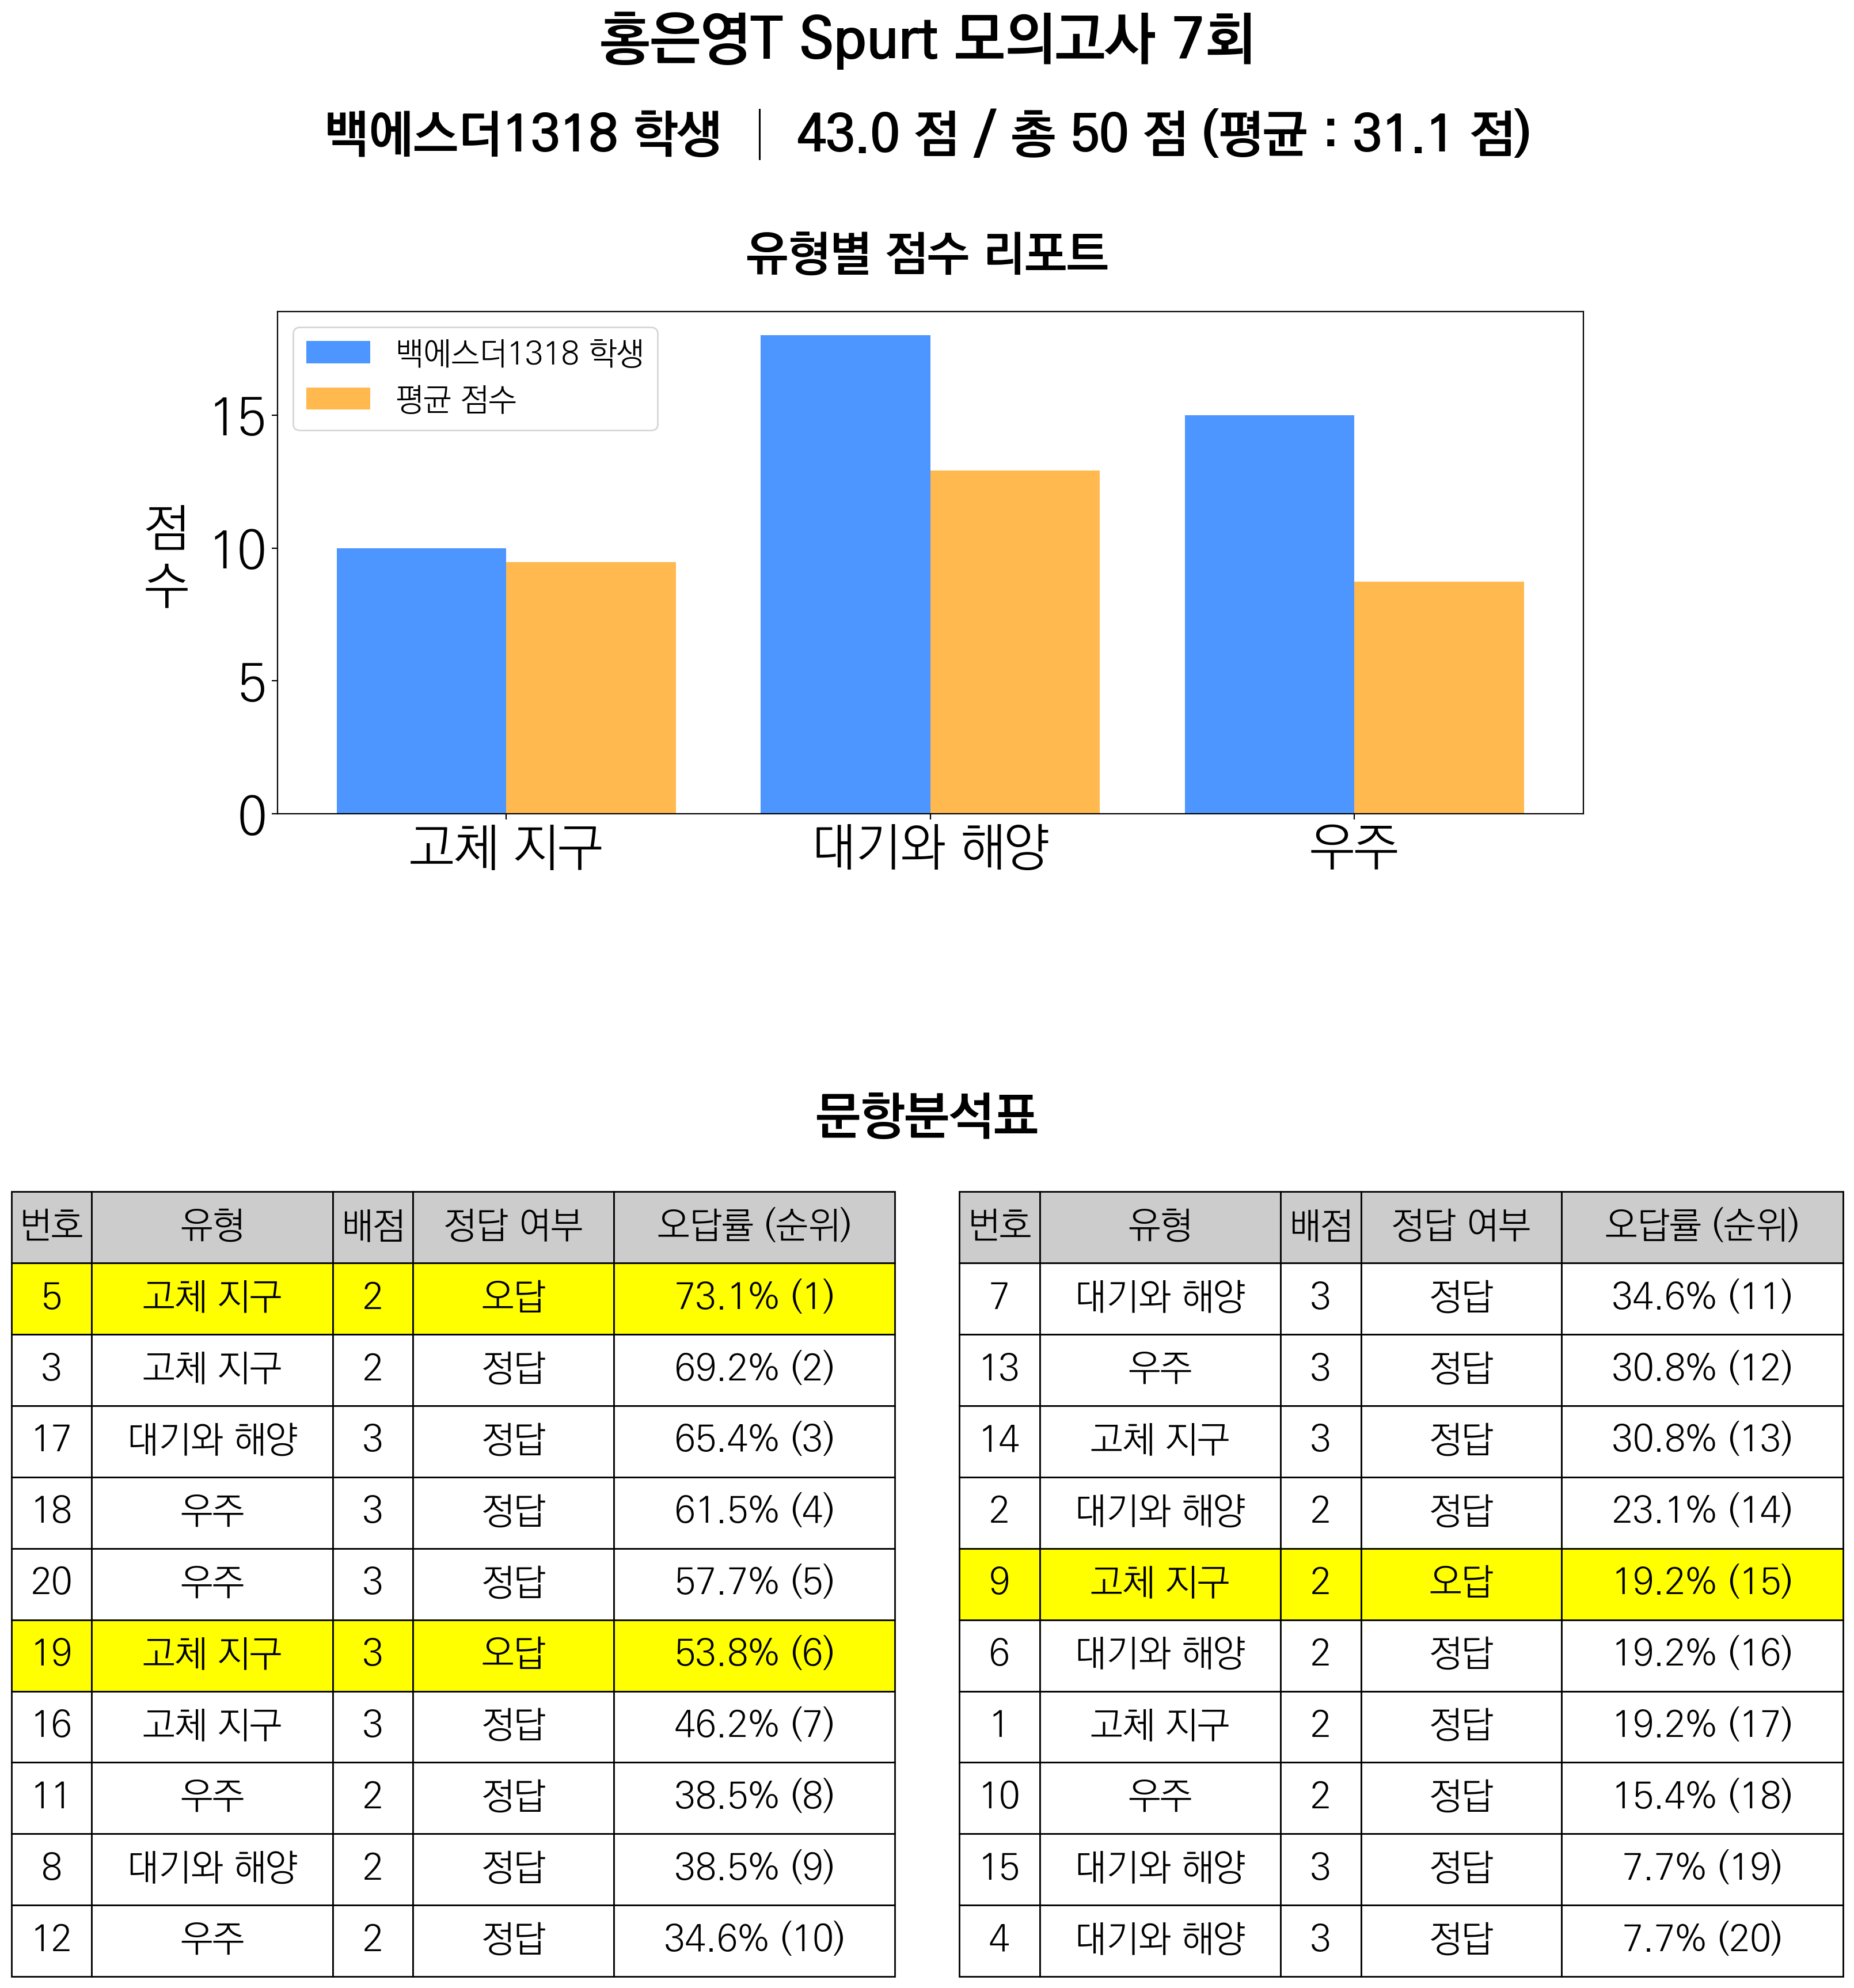 홍은영T Spurt 모의고사 7회
백에스더1318 학생 │ 43.0 점 / 총 50 점 (평균 : 31.1 점)
유형별 점수 리포트
백에스더1318 학생
평균 점수
점수
15
10
5
0
고체 지구 대기와 해양 우주
문항분석표
번호 유형 배점 정답 여부 오답률 (순위)
5 고체 지구 2 오답 73.1% (1)
3 고체 지구 2 정답 69.2% (2)
17 대기와 해양 3 정답 65.4% (3)
18 우주 3 정답 61.5% (4)
20 우주 3 정답 57.7% (5)
19 고체 지구 3 오답 53.8% (6)
16 고체 지구 3 정답 46.2% (7)
11 우주 2 정답 38.5% (8)
8 대기와 해양 2 정답 38.5% (9)
12 우주 2 정답 34.6% (10)
번호 유형 배점 정답 여부 오답률 (순위)
7 대기와 해양 3 정답 34.6% (11)
13 우주 3 정답 30.8% (12)
14 고체 지구 3 정답 30.8% (13)
2 대기와 해양 2 정답 23.1% (14)
9 고체 지구 2 오답 19.2% (15)
6 대기와 해양 2 정답 19.2% (16)
1 고체 지구 2 정답 19.2% (17)
10 우주 2 정답 15.4% (18)
15 대기와 해양 3 정답 7.7% (19)
4 대기와 해양 3 정답 7.7% (20)